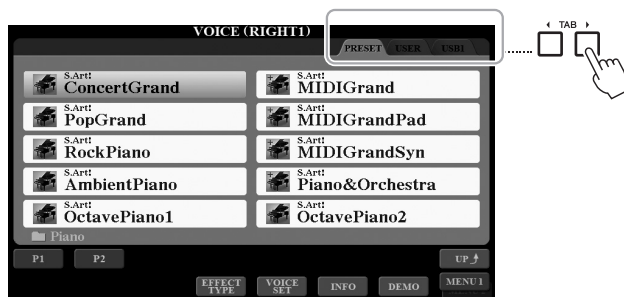 VOICE (RIGHT1)
PRESET USER USB1
TAB
S.Art!
ConcertGrand
S.Art!
MIDIGrand
S.Art!
PopGrand
S.Art!
MIDIGrandPad
S.Art!
RockPiano
S.Art!
MIDIGrandSyn
S.Art!
AmbientPiano
S.Art!
Piano&Orchestra
S.Art!
OctavePiano1
S.Art!
OctavePiano2
Piano
P1 P2 UP
EFFECT TYPE
VOICE SET
INFO DEMO MENU1